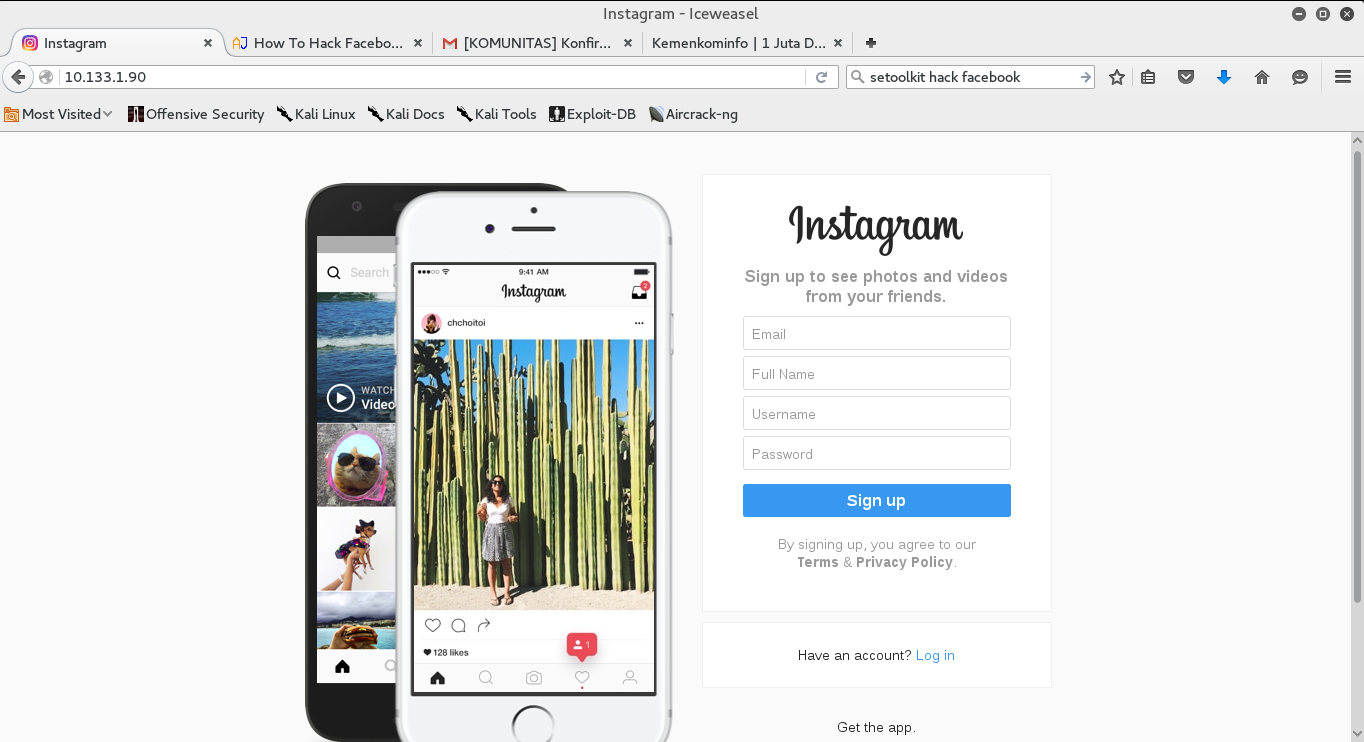 Instagram - Iceweasel
Instagram
How To Hack Facebo...
[KOMUNITAS] Konfir...
Kemenkominfo | 1 Juta D...
10.133.1.90
setoolkit hack facebook
Most Visited
Offensive Security
Kali Linux
Kali Docs
Kali Tools
Exploit-DB
Aircrack-ng
Search
WATCH
Video
9:41 AM
Instagram
2
chchoitoi
1
128 likes
Instagram
Sign up to see photos and videos
from your friends.
Email
Full Name
Username
Password
Sign up
By signing up, you agree to our
Terms & Privacy Policy.
Have an account? Log in
Get the app.